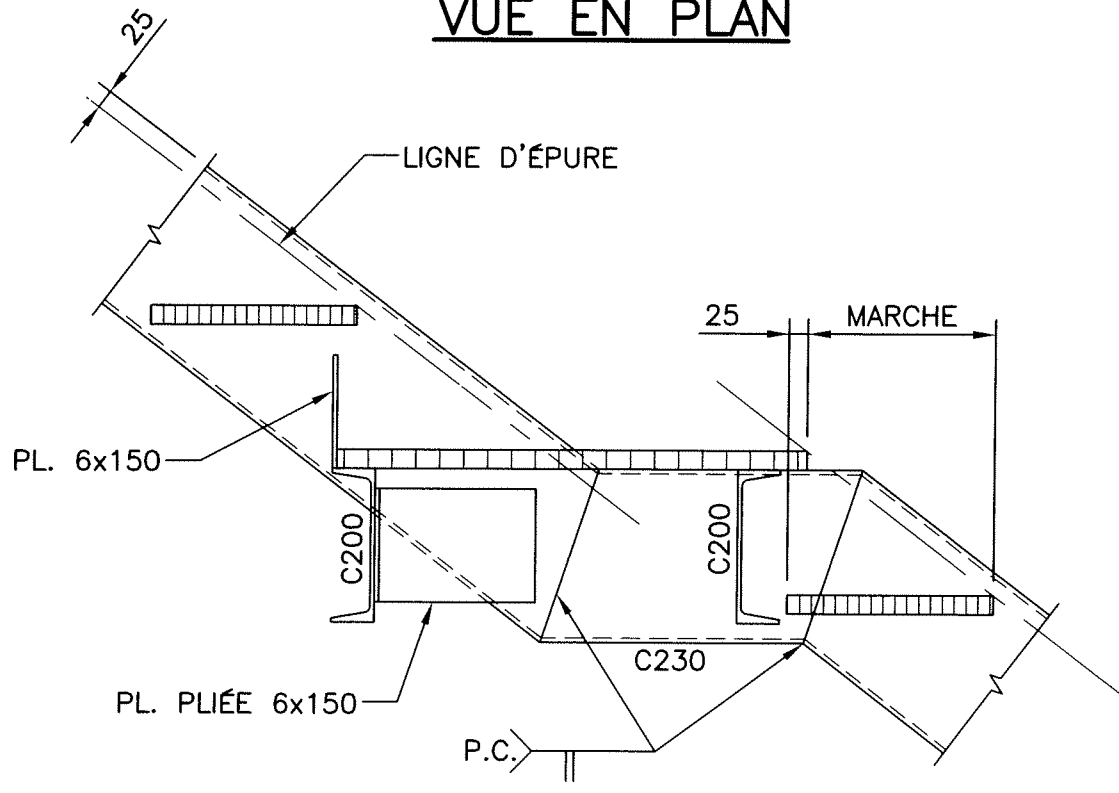 VUE EN PLAN
25
LIGNE D'ÉPURE
25
MARCHE
PL. 6x150
C200
C200
C230
PL. PLIÉE 6x150
P.C.